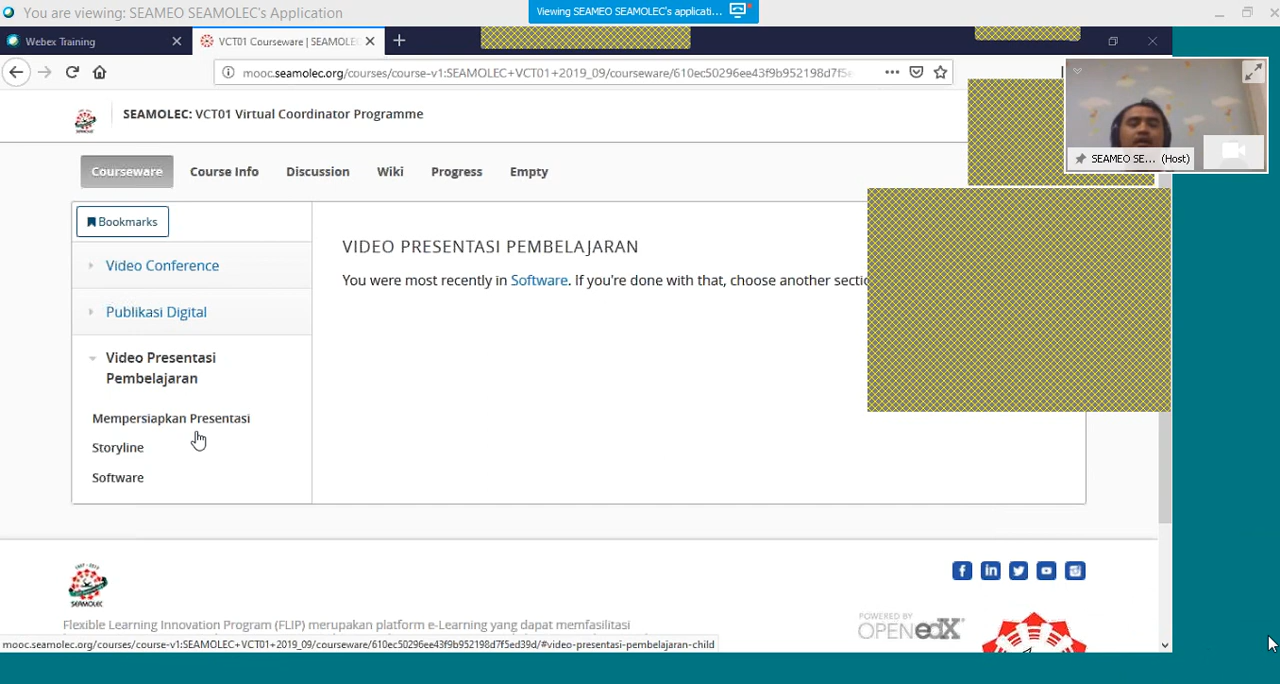 You are viewing: SEAMEO SEAMOLEC's Application
Viewing SEAMEO SEAMOLEC's applicati...
Webex Training
VCT01 Courseware | SEAMOLEC
mooc.seamolec.org/courses/course-v1:SEAMOLEC+VCT01+2019_09/courseware/610ec50296ee43f9b952198d7f5e
SEAMOLEC: VCT01 Virtual Coordinator Programme
SEAMEO SE... (Host)
Courseware Course Info Discussion Wiki Progress Empty
Bookmarks
Video Conference
Publikasi Digital
Video Presentasi
Pembelajaran
Mempersiapkan Presentasi
Storyline
Software
VIDEO PRESENTASI PEMBELAJARAN
You were most recently in Software. If you're done with that, choose another sectio
SEAMOLEC
Flexible Learning Innovation Program (FLIP) merupakan platform e-Learning yang dapat memfasilitasi
POWERED BY
OPEN edX
mooc.seamolec.org/courses/course-v1:SEAMOLEC+VCT01+2019_09/courseware/610ec50296ee43f9b952198d7f5ed39d/#video-presentasi-pembelajaran-child